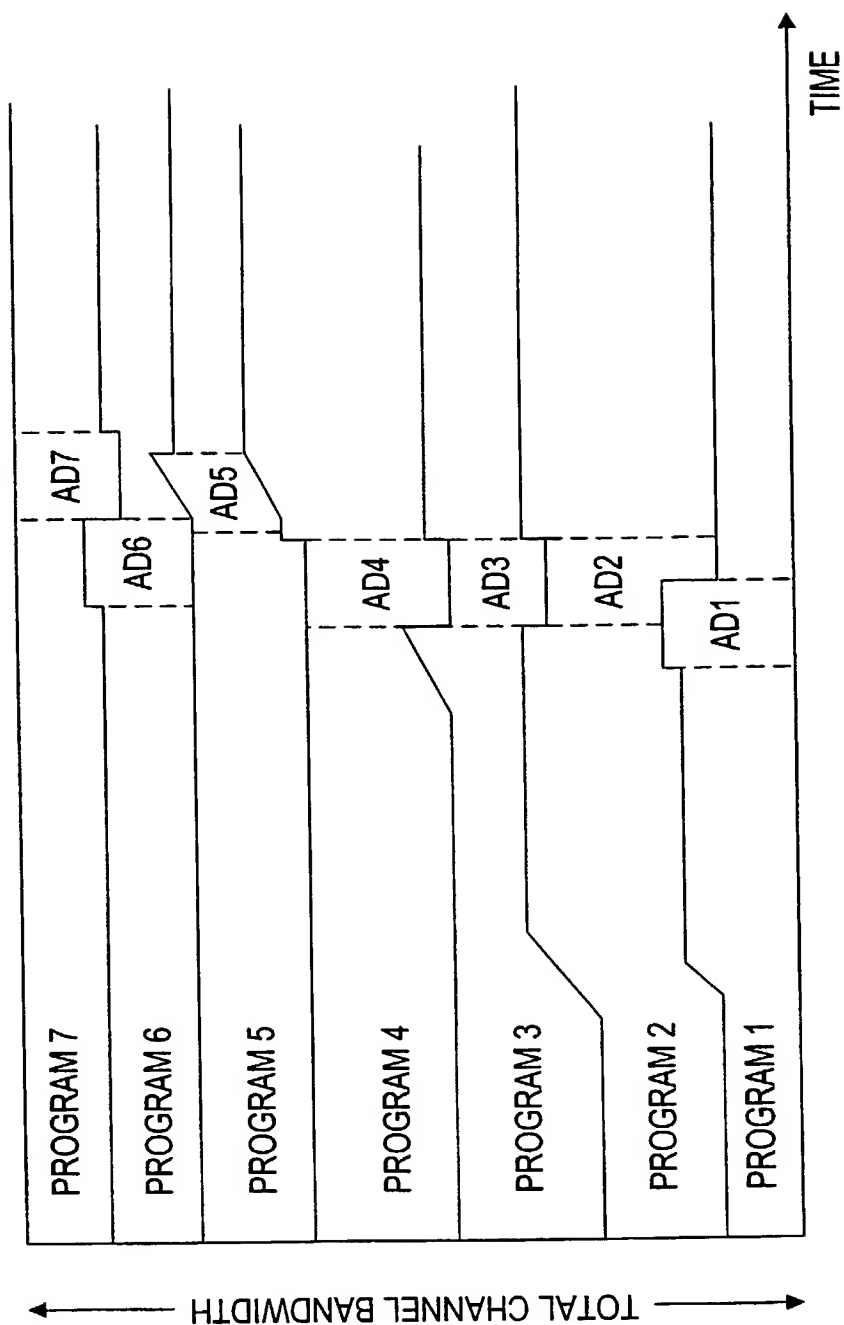 TOTAL CHANNEL BANDWIDTH
PROGRAM 7
AD7
PROGRAM 6
AD6
PROGRAM 5
AD5
PROGRAM 4
AD4
PROGRAM 3
AD3
PROGRAM 2
AD2
PROGRAM 1
AD1
TIME